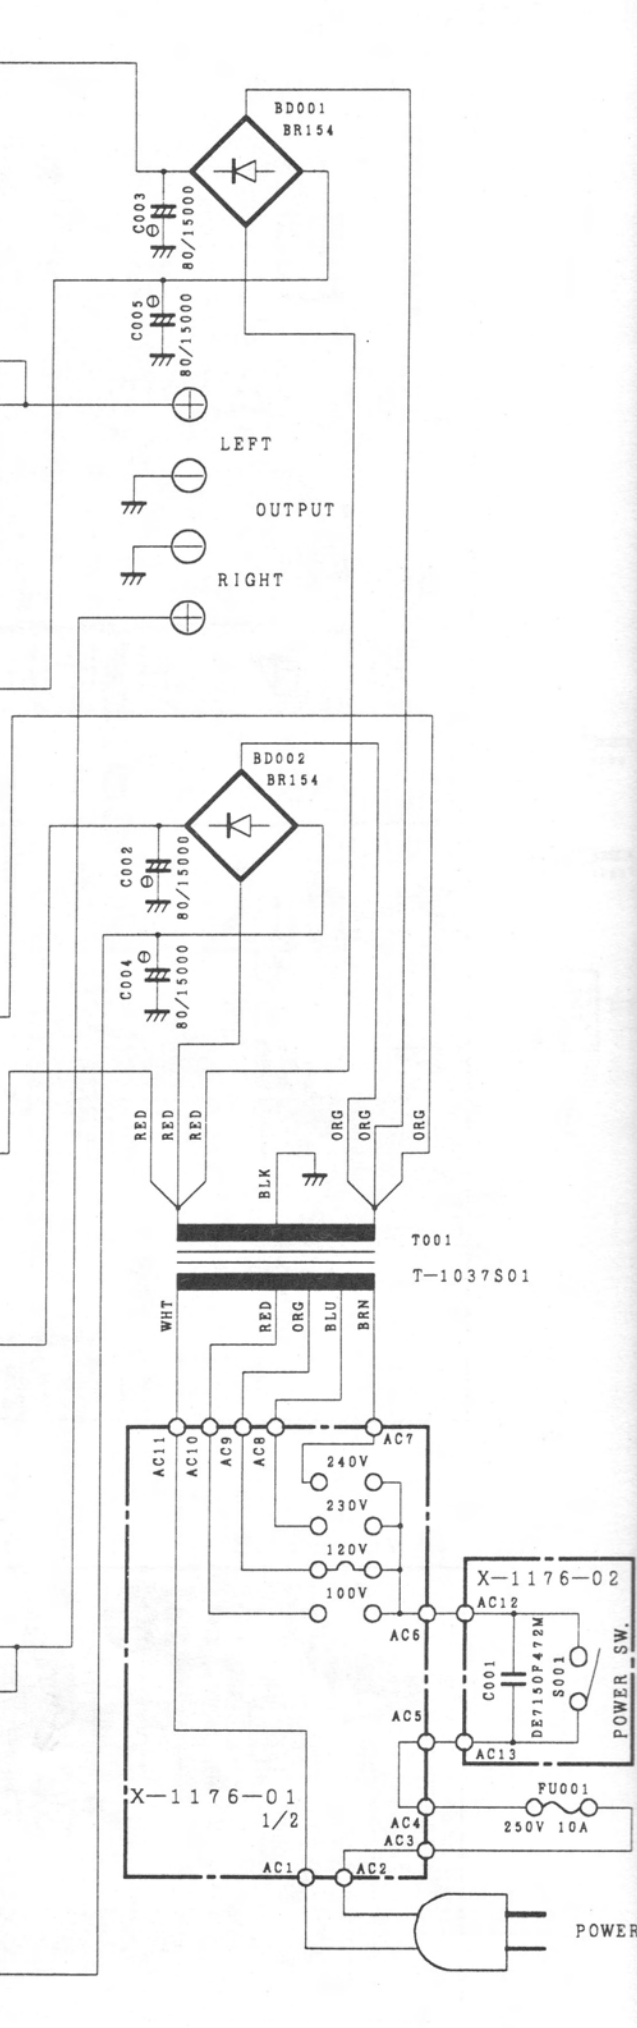 BD001
BR154
C003
80/15000
C005
80/15000
LEFT
OUTPUT
RIGHT
BD002
BR154
C002
80/15000
C004
80/15000
RED
RED
RED
BLK
ORG
ORG
ORG
T001
T-1037S01
WHT
RED
ORG
BLU
BRN
AC11
AC10
AC9
AC8
AC7
240V
230V
120V
100V
AC6
X-1176-02
AC12
C001
DE7150F472M
S001
POWER SW.
AC5
AC13
X-1176-01
1/2
FU001
250V 10A
AC4
AC3
AC1
AC2
POWER